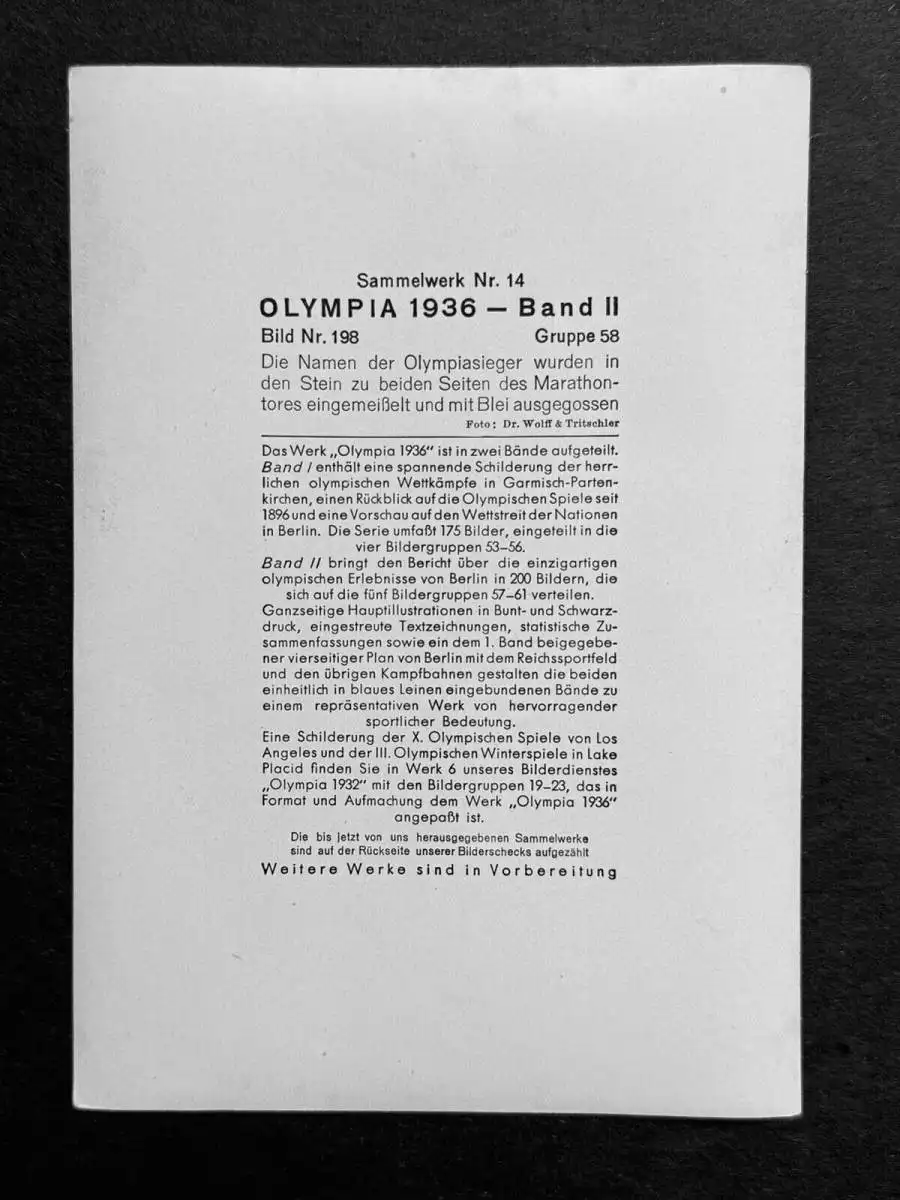 Sammelwerk Nr. 14
OLYMPIA 1936 — Band II
Bild Nr. 198 Gruppe 58
Die Namen der Olympiasieger wurden in
den Stein zu beiden Seiten des Marathon-
tores eingemeißelt und mit Blei ausgegossen
Foto: Dr. Wolff & Tritschler
Das Werk „Olympia 1936“ ist in zwei Bände aufgeteilt.
Band I enthält eine spannende Schilderung der herr-
lichen olympischen Wettkämpfe in Garmisch-Parten-
kirchen, einen Rückblick auf die Olympischen Spiele seit
1896 und eine Vorschau auf den Wettstreit der Nationen
in Berlin. Die Serie umfaßt 175 Bilder, eingeteilt in die
vier Bildergruppen 53–56.
Band II bringt den Bericht über die einzigartigen
olympischen Erlebnisse von Berlin in 200 Bildern, die
sich auf die fünf Bildergruppen 57–61 verteilen.
Ganzseitige Hauptillustrationen in Bunt- und Schwarz-
druck, eingestreute Textzeichnungen, statistische Zu-
sammenfassungen sowie ein dem 1. Band beigegebe-
ner vierseitiger Plan von Berlin mit dem Reichssportfeld
und den übrigen Kampfbahnen gestalten die beiden
einheitlich in blaues Leinen eingebundenen Bände zu
einem repräsentativen Werk von hervorragender
sportlicher Bedeutung.
Eine Schilderung der X. Olympischen Spiele von Los
Angeles und der III. Olympischen Winterspiele in Lake
Placid finden Sie in Werk 6 unseres Bilderdienstes
„Olympia 1932“ mit den Bildergruppen 19–23, das in
Format und Aufmachung dem Werk „Olympia 1936“
angepaßt ist.
Die bis jetzt von uns herausgegebenen Sammelwerke
sind auf der Rückseite unserer Bilderschecks aufgezählt
Weitere Werke sind in Vorbereitung